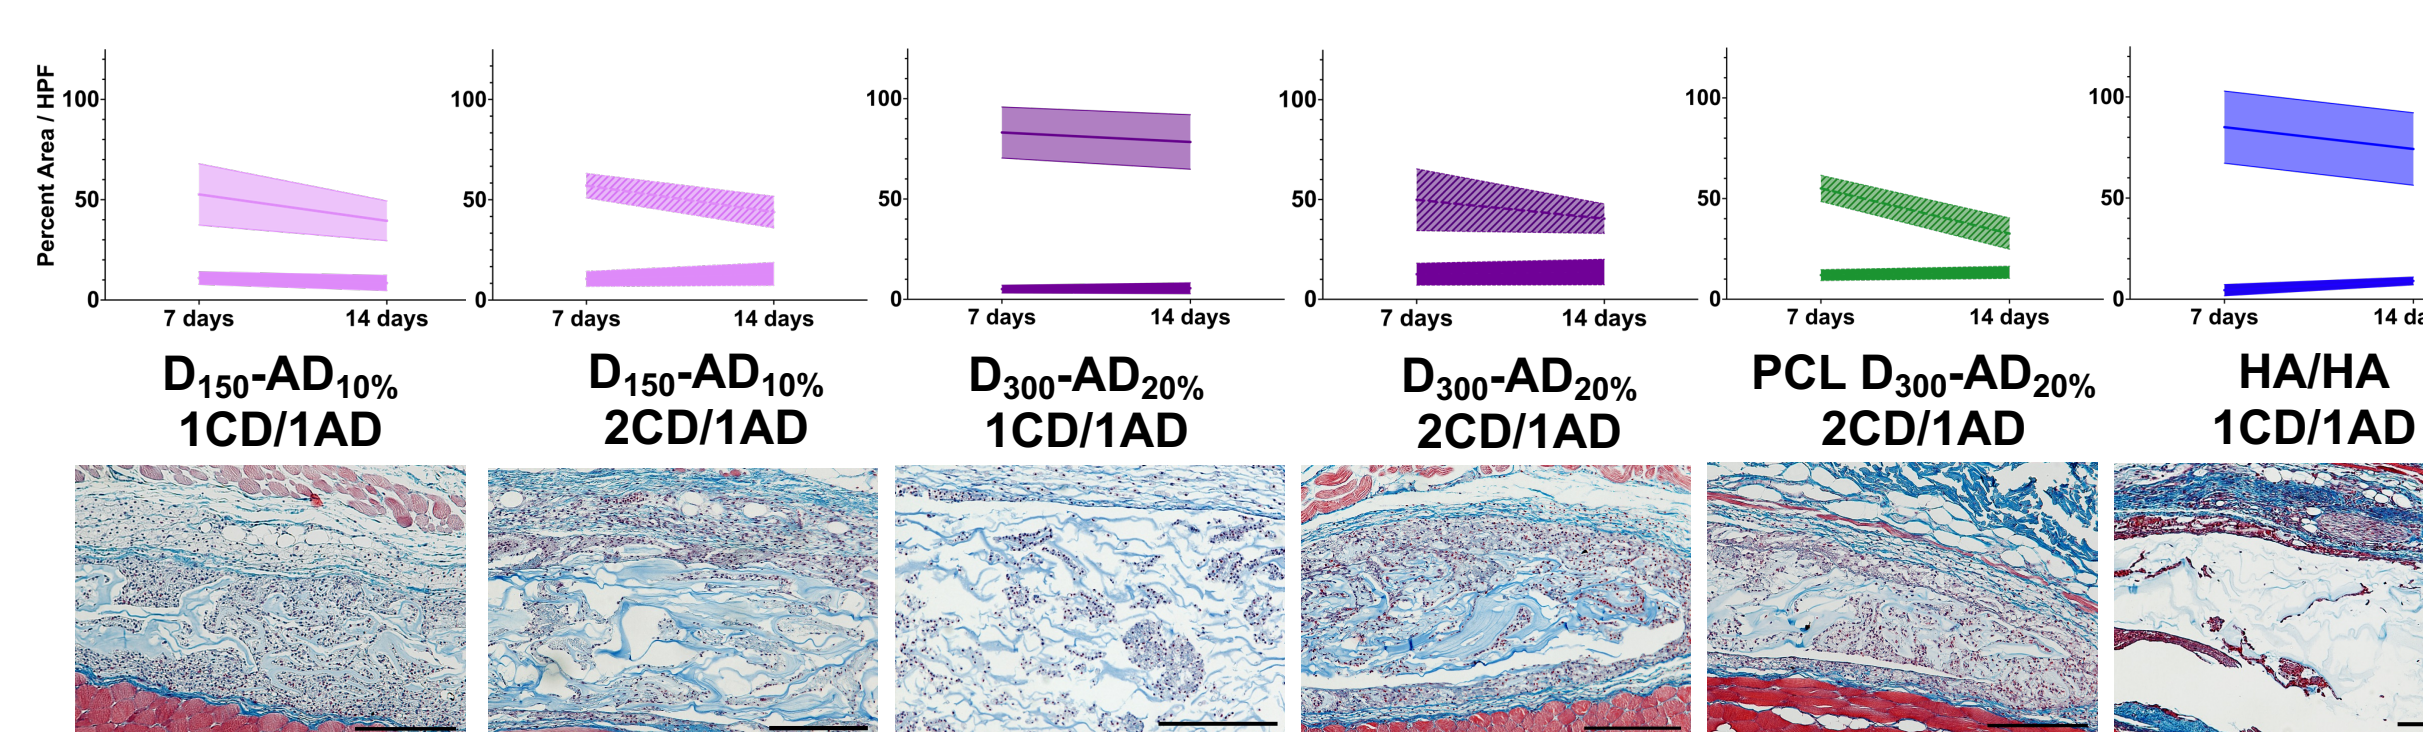 Percent Area / HPF
100
50
0
7 days 14 days
100
50
0
7 days 14 days
100
50
0
7 days 14 days
100
50
0
7 days 14 days
100
50
0
7 days 14 days
100
50
0
7 days 14 da
D150-AD10%
1CD/1AD
D150-AD10%
2CD/1AD
D300-AD20%
1CD/1AD
D300-AD20%
2CD/1AD
PCL D300-AD20%
2CD/1AD
HA/HA
1CD/1AD